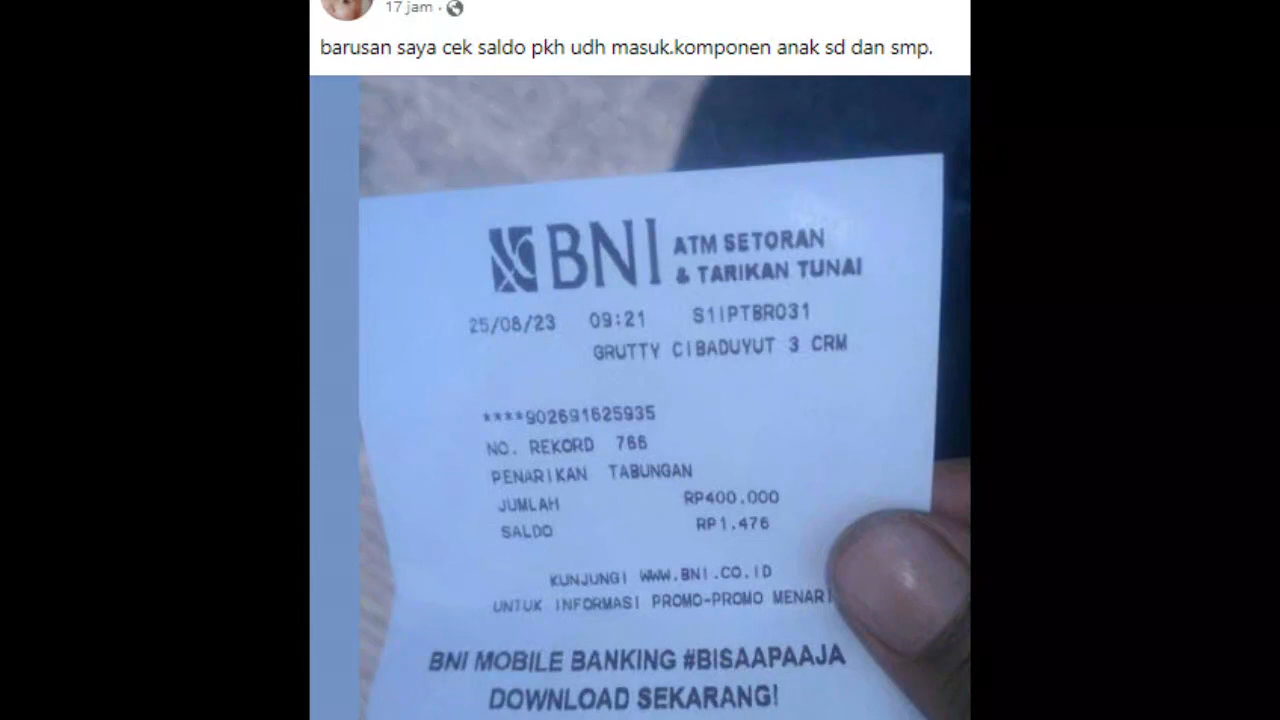 17 jam
barusan saya cek saldo pkh udh masuk.komponen anak sd dan smp.
BNI ATM SETORAN
& TARIKAN TUNAI
25/08/23 09:21 S1IPTBRO31
GRUTTY CIBADUYUT 3 CRM
****902691625935
NO. REKORD 766
PENARIKAN TABUNGAN
JUMLAH RP400.000
SALDO RP1.476
KUNJUNGI WWW.BNI.CO.ID
UNTUK INFORMASI PROMO-PROMO MENARI
BNI MOBILE BANKING #BISAAPAAJA
DOWNLOAD SEKARANG!